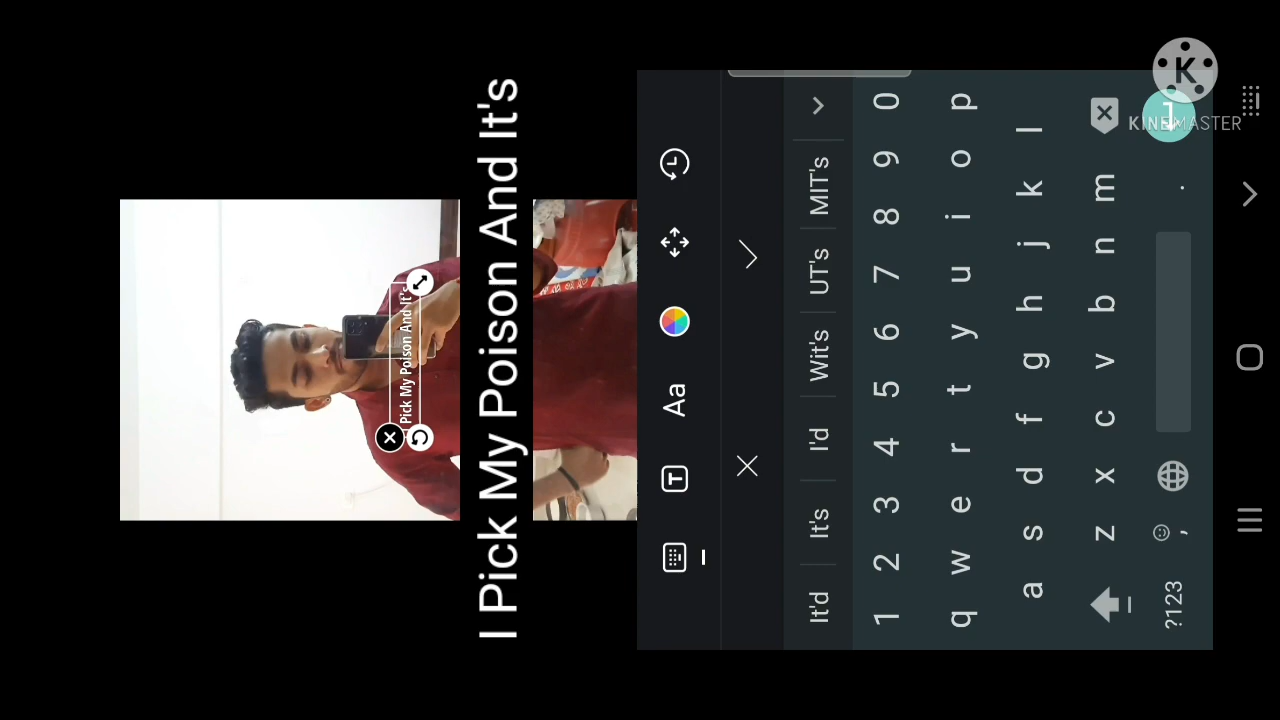 Pick My Poison And It's
I Pick My Poison And It's
Aa
T
It'd It's I'd Wit's UT's MIT's
1 2 3 4 5 6 7 8 9 0
q w e r t y u i o p
a s d f g h j k l
z x c v b n m
?123 , .
K
KINEMASTER